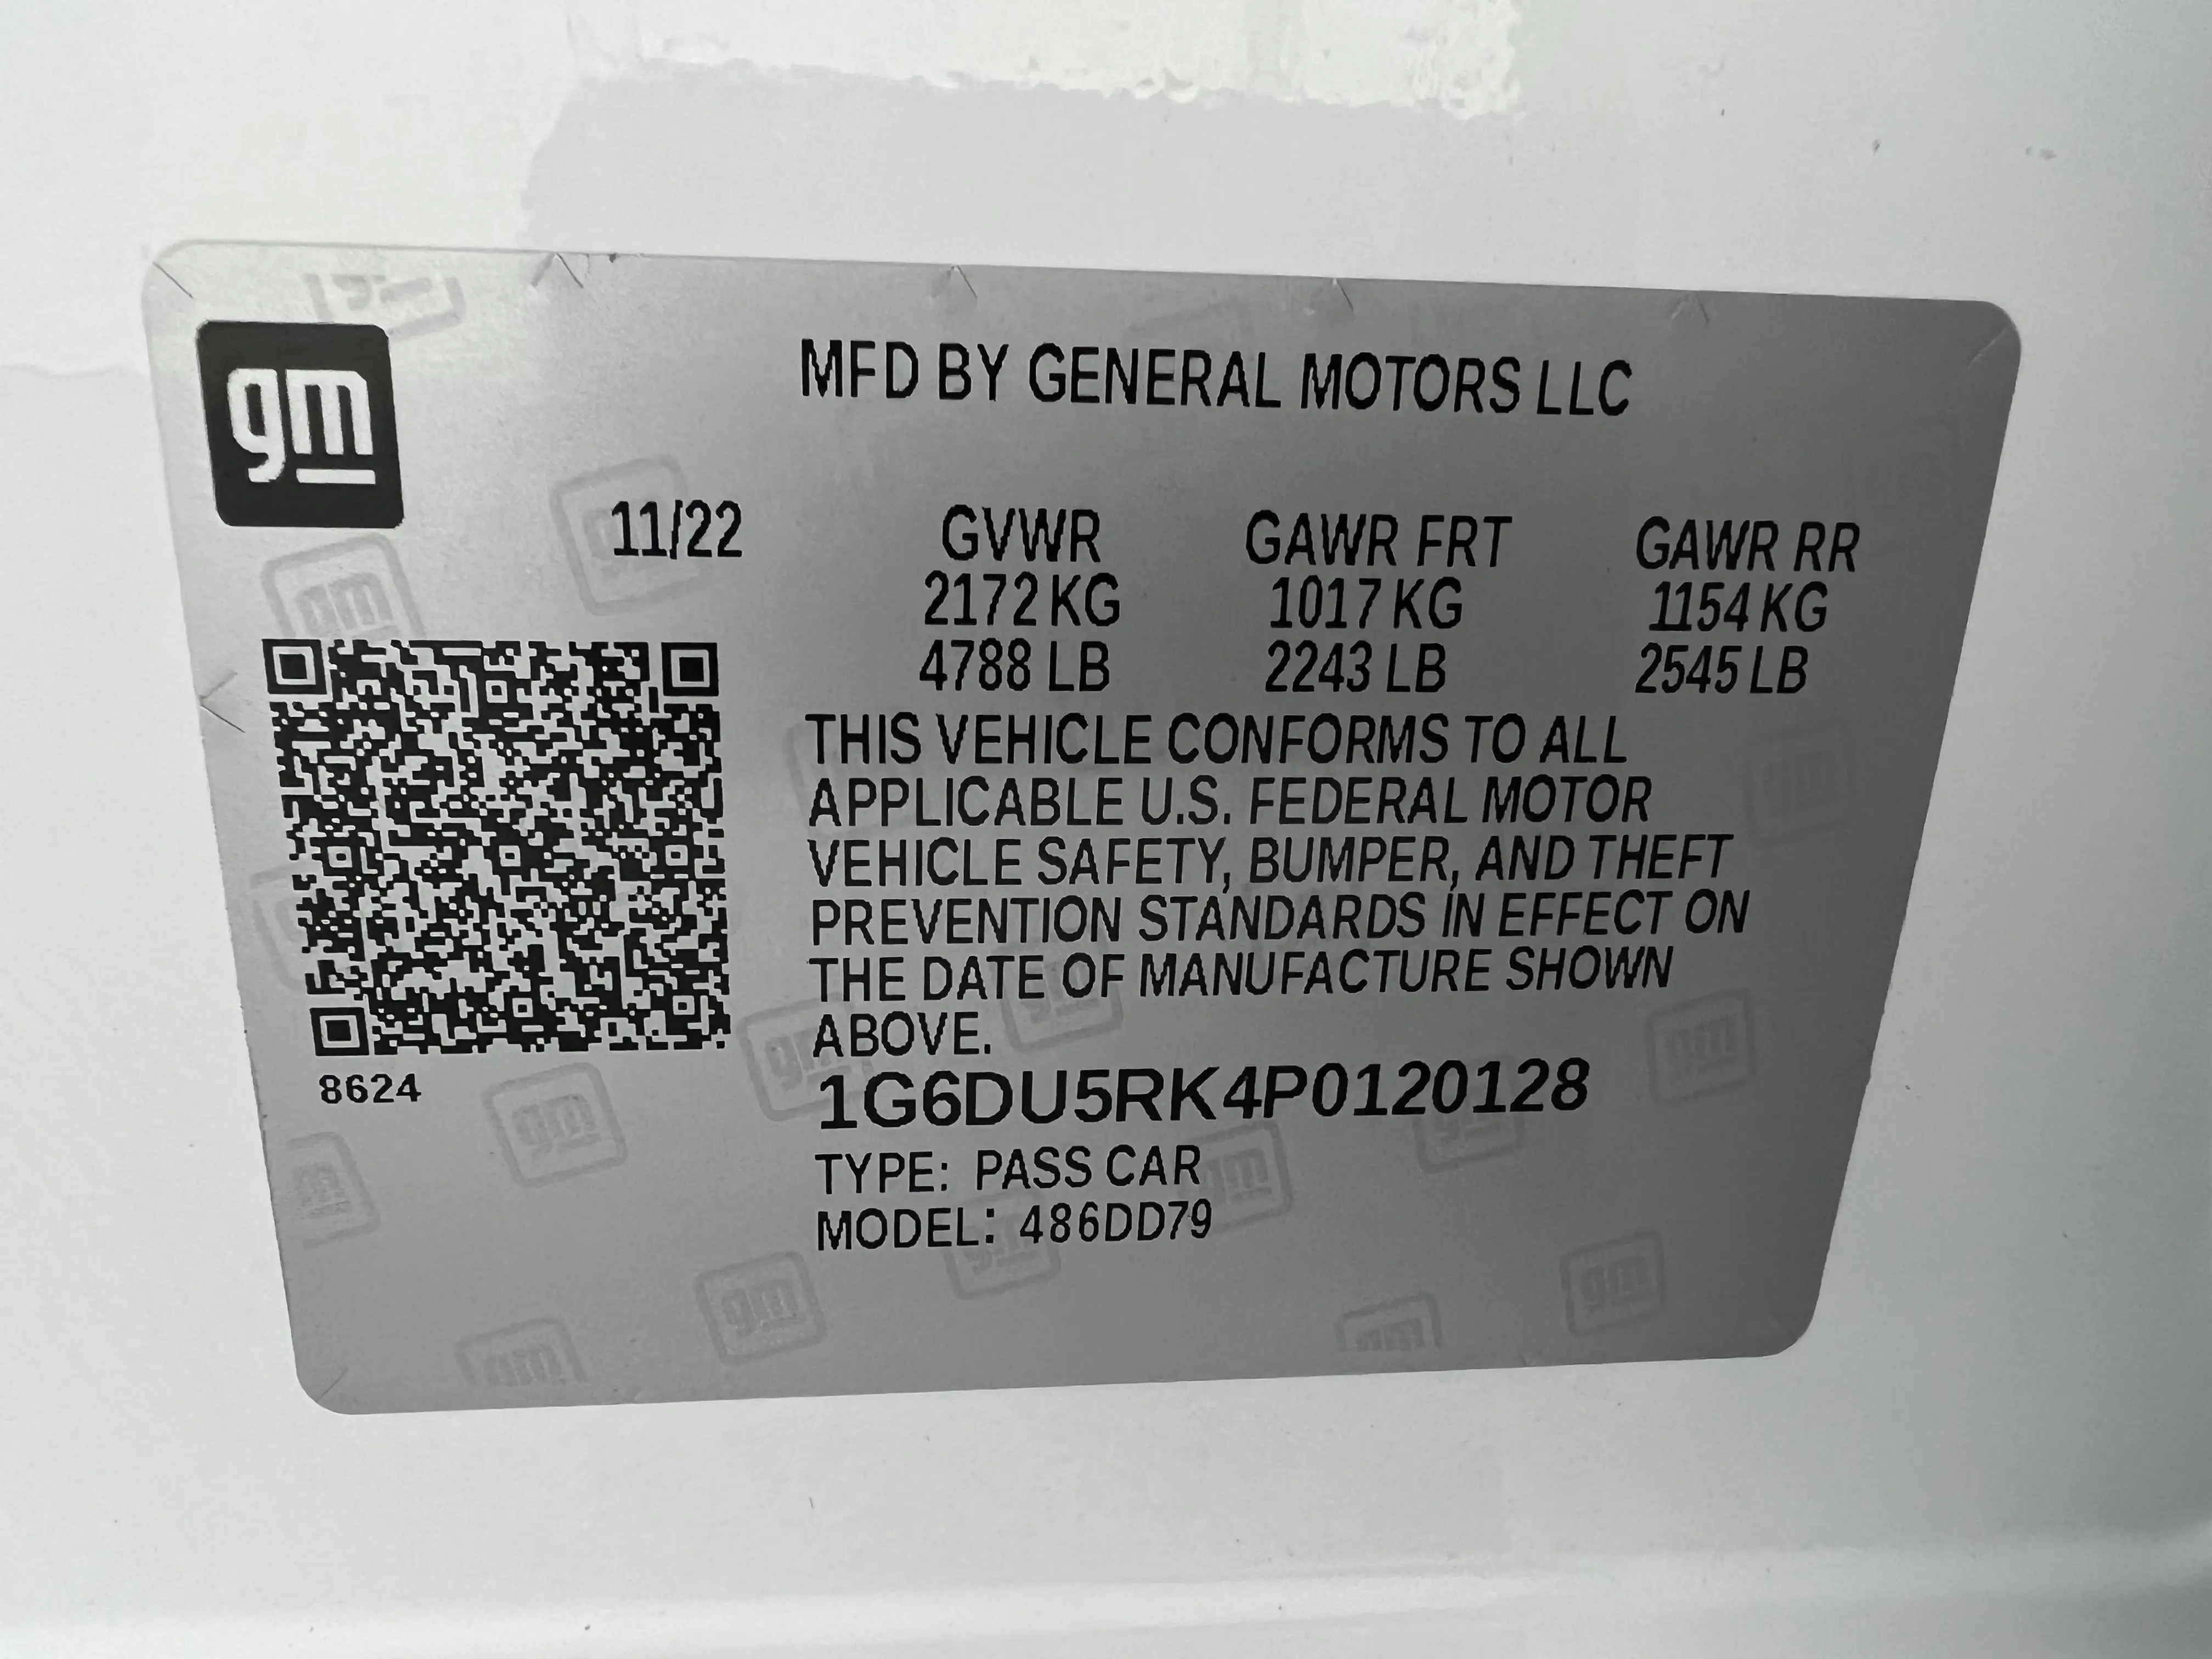 gm
MFD BY GENERAL MOTORS LLC
11/22 GVWR GAWR FRT GAWR RR
2172 KG 1017 KG 1154 KG
4788 LB 2243 LB 2545 LB
THIS VEHICLE CONFORMS TO ALL
APPLICABLE U.S. FEDERAL MOTOR
VEHICLE SAFETY, BUMPER, AND THEFT
PREVENTION STANDARDS IN EFFECT ON
THE DATE OF MANUFACTURE SHOWN
ABOVE.
8624
1G6DU5RK4P0120128
TYPE: PASS CAR
MODEL: 486DD79